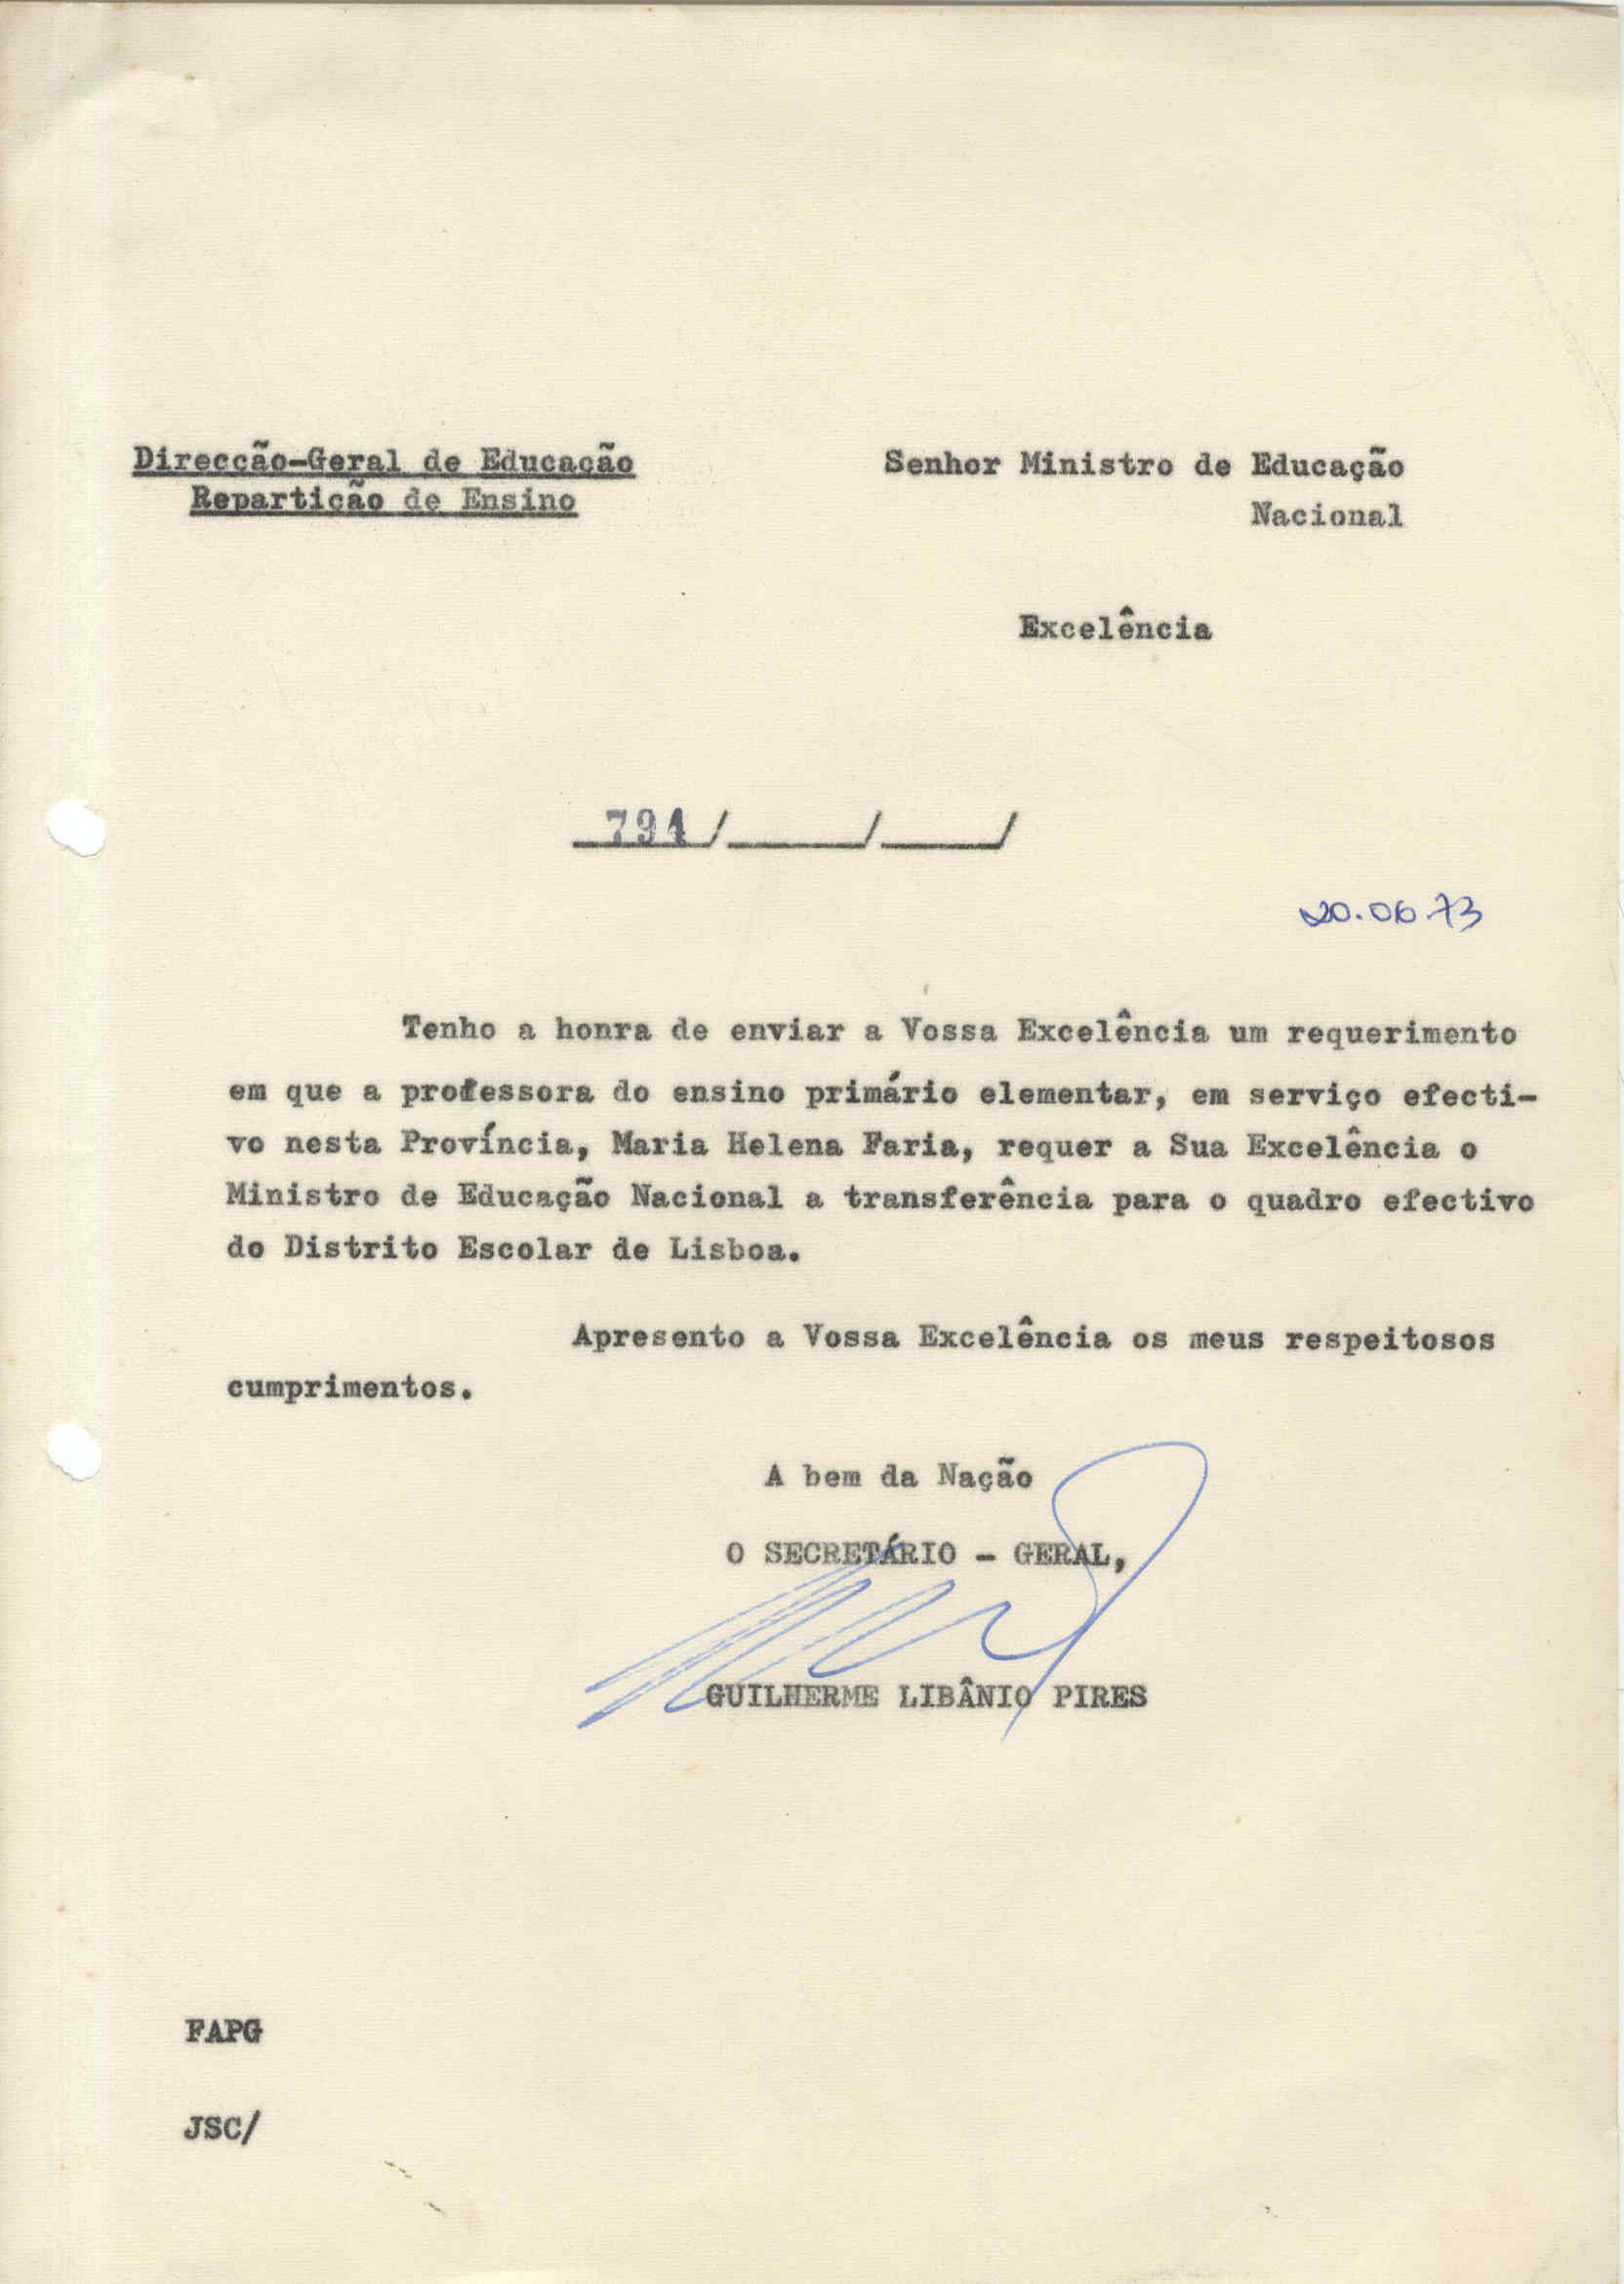 Direcção-Geral de Educação
Repartição de Ensino
Senhor Ministro de Educação
Nacional
Excelência
794/_____/____/
20.06.73
Tenho a honra de enviar a Vossa Excelência um requerimento
em que a professora do ensino primário elementar, em serviço efecti-
vo nesta Província, Maria Helena Faria, requer a Sua Excelência o
Ministro de Educação Nacional a transferência para o quadro efectivo
do Distrito Escolar de Lisboa.
Apresento a Vossa Excelência os meus respeitosos
cumprimentos.
A bem da Nação
O SECRETÁRIO - GERAL,
GUILHERME LIBÂNIO PIRES
FAPG
JSC/